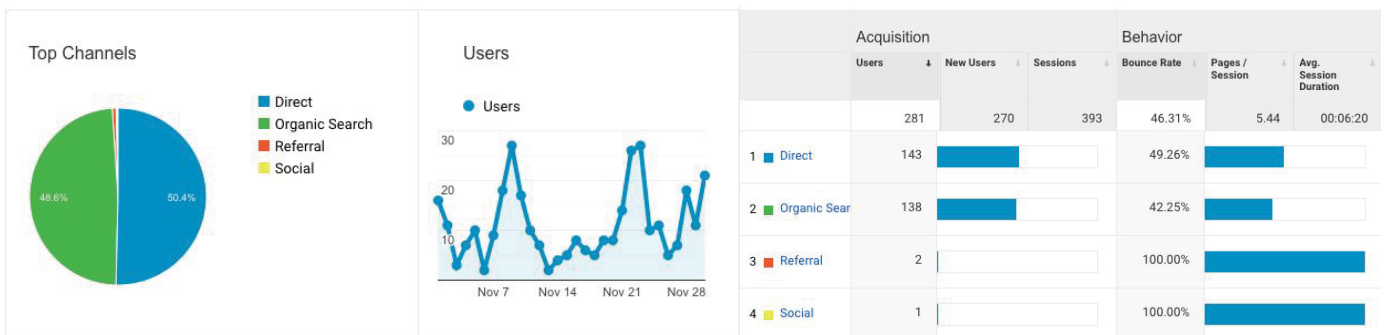 Top Channels
Direct
Organic Search
Referral
Social
48.6%
50.4%
Users
Users
30
20
10
Nov 7 Nov 14 Nov 21 Nov 28
Acquisition Behavior
Users New Users Sessions Bounce Rate Pages / Session Avg. Session Duration
281 270 393 46.31% 5.44 00:06:20
1 Direct 143 49.26%
2 Organic Sear 138 42.25%
3 Referral 2 100.00%
4 Social 1 100.00%